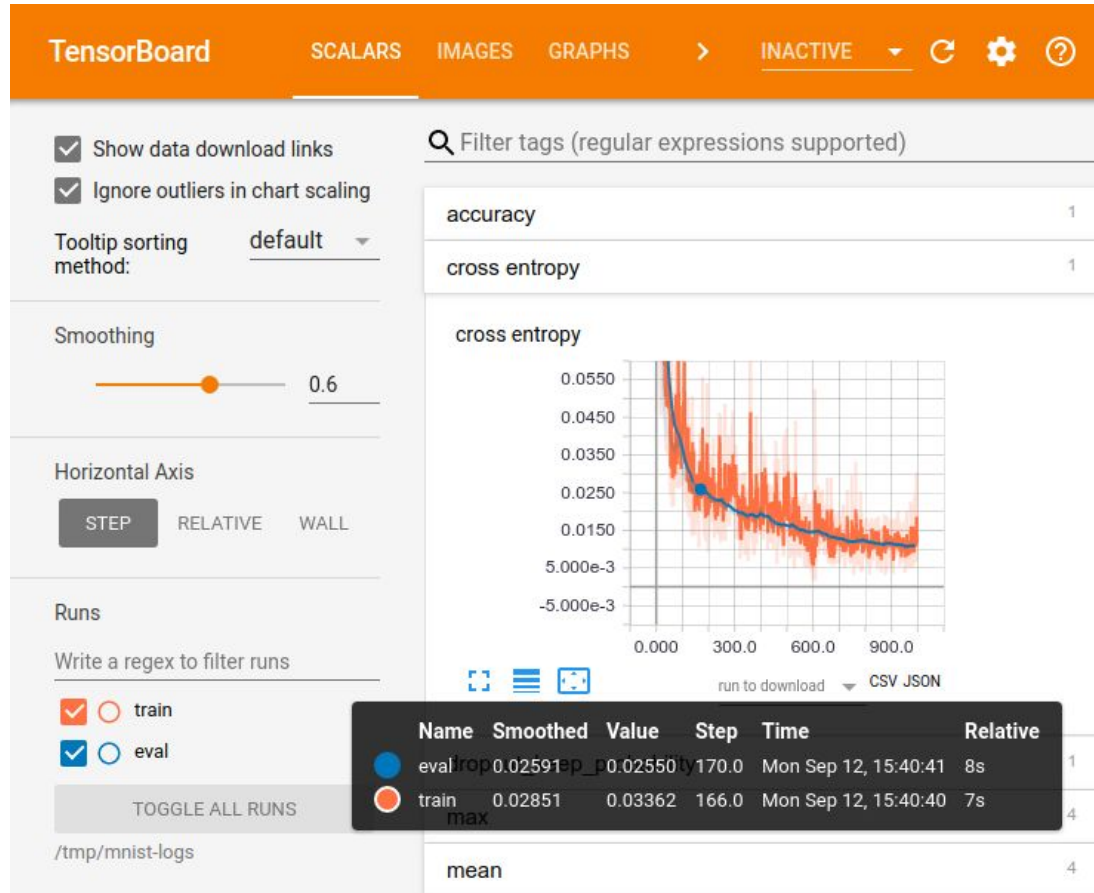 TensorBoard SCALARS IMAGES GRAPHS > INACTIVE
Show data download links
Ignore outliers in chart scaling
Tooltip sorting method: default
Smoothing
0.6
Horizontal Axis
STEP RELATIVE WALL
Runs
Write a regex to filter runs
train
eval
TOGGLE ALL RUNS
/tmp/mnist-logs
Filter tags (regular expressions supported)
accuracy 1
cross entropy 1
cross entropy
0.0550
0.0450
0.0350
0.0250
0.0150
5.000e-3
-5.000e-3
0.000 300.0 600.0 900.0
run to download CSV JSON
Name Smoothed Value Step Time Relative
eval 0.02591 0.02550 170.0 Mon Sep 12, 15:40:41 8s
train 0.02851 0.03362 166.0 Mon Sep 12, 15:40:40 7s
1
max 4
mean 4